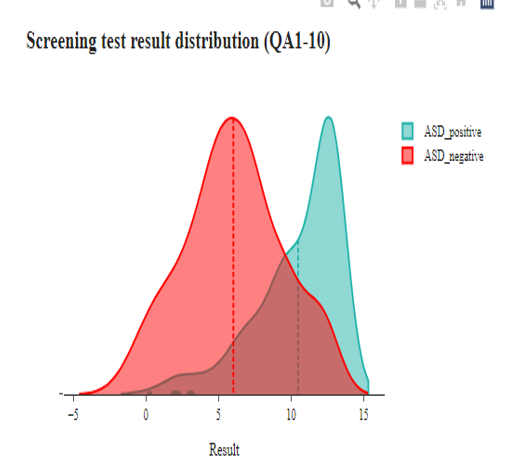 Screening test result distribution (QA1-10)
ASD_positive
ASD_negative
−5 0 5 10 15
Result